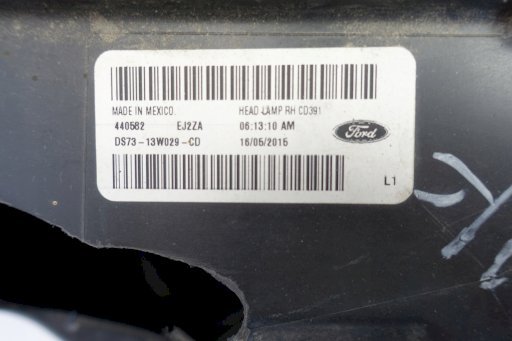 MADE IN MEXICO HEAD LAMP RH CD391
440582 EJ2ZA 06:13:10 AM
DS73-13W029-CD 16/05/2015
Ford
L1